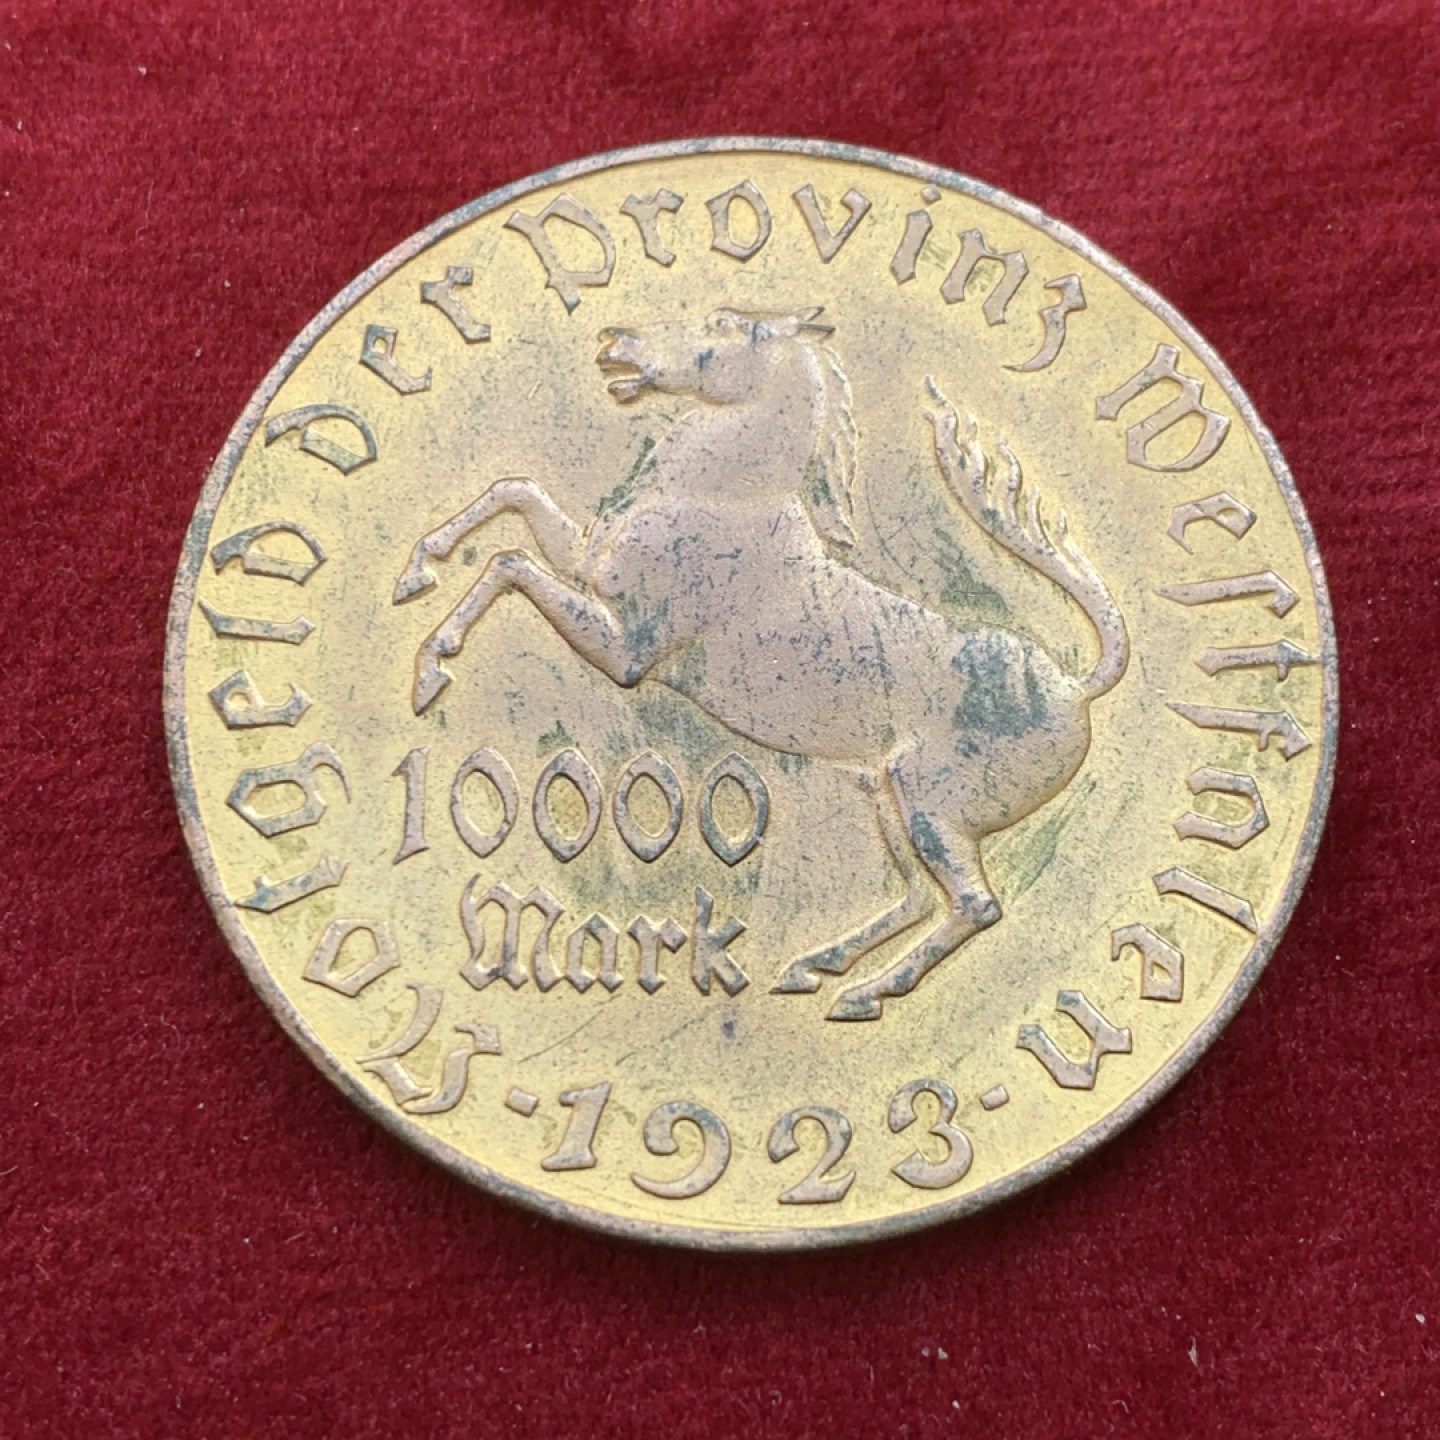 Notgeld der Provinz Westfalen
10000
Mark
· 1923 ·